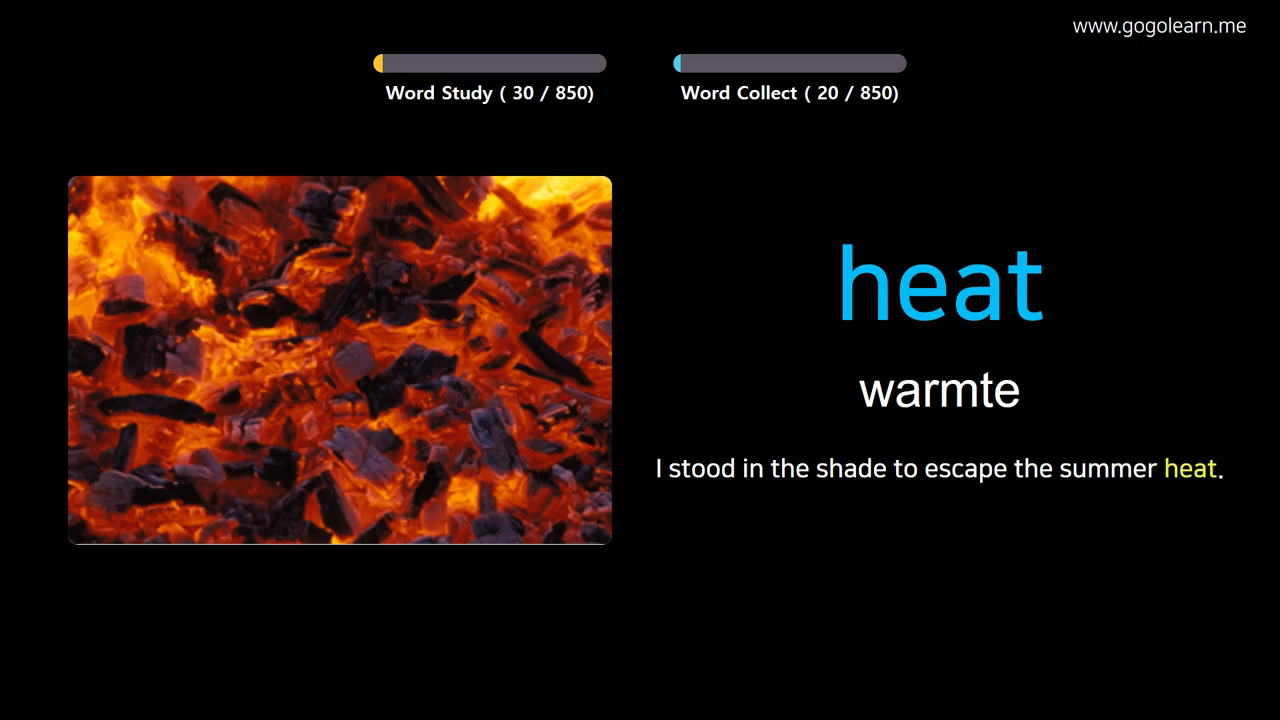 www.gogolearn.me
Word Study ( 30 / 850)
Word Collect ( 20 / 850)
heat
warmte
I stood in the shade to escape the summer heat.